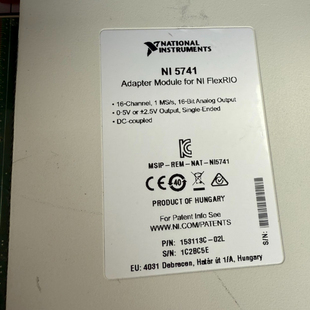 NATIONAL
INSTRUMENTS
NI 5741
Adapter Module for NI FlexRIO
• 16-Channel, 1 MS/s, 16-Bit Analog Output
• 0-5V or ±2.5V Output, Single-Ended
• DC-coupled
MSIP-REM-NAT-NI5741
CE 40
PRODUCT OF HUNGARY
For Patent Info See
WWW.NI.COM/PATENTS
P/N: 153113C-02L
S/N: 1C2BC5E
EU: 4031 Debrecen, Határ út 1/A, Hungary
S/N: